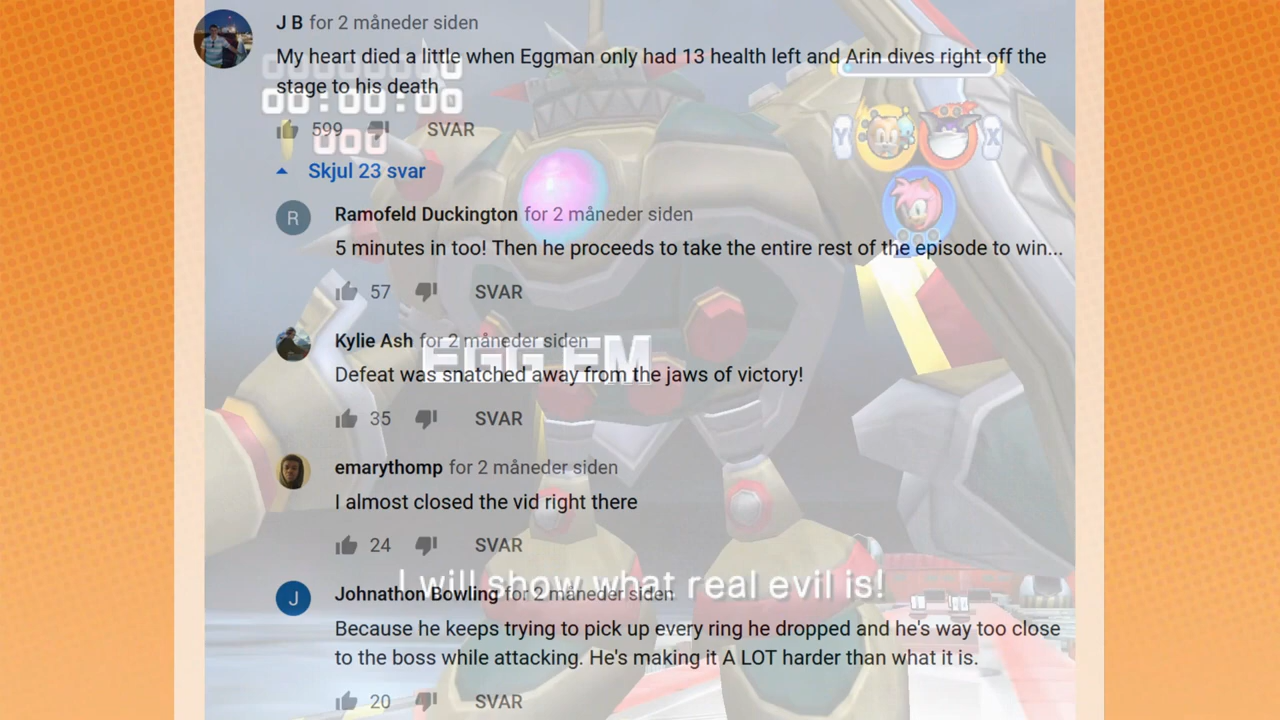 J B for 2 måneder siden
My heart died a little when Eggman only had 13 health left and Arin dives right off the
stage to his death
00:00:00
000
Y
X
599 SVAR
Skjul 23 svar
R
Ramofeld Duckington for 2 måneder siden
5 minutes in too! Then he proceeds to take the entire rest of the episode to win...
57 SVAR
Kylie Ash for 2 måneder siden
EGG EM
Defeat was snatched away from the jaws of victory!
35 SVAR
emarythomp for 2 måneder siden
I almost closed the vid right there
24 SVAR
I will show what real evil is!
J
Johnathon Bowling for 2 måneder siden
Because he keeps trying to pick up every ring he dropped and he's way too close
to the boss while attacking. He's making it A LOT harder than what it is.
20 SVAR